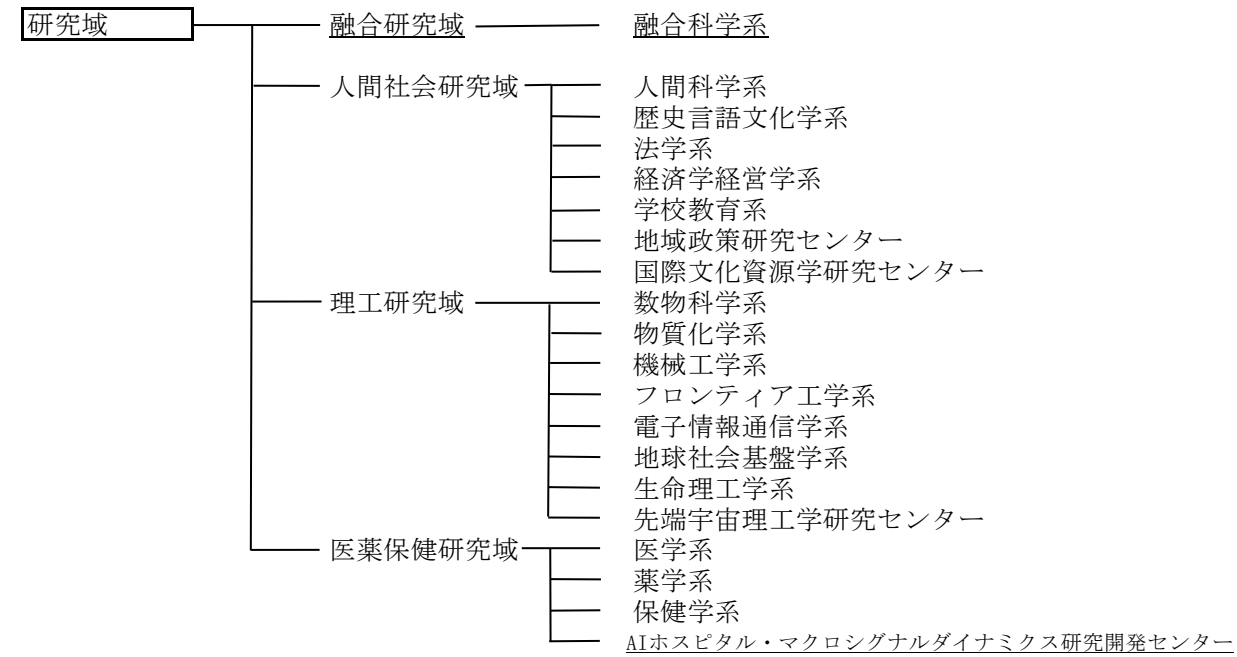 研究域 融合研究域 融合科学系
人間社会研究域 人間科学系
歴史言語文化学系
法学系
経済学経営学系
学校教育系
地域政策研究センター
国際文化資源学研究センター
理工研究域 数物科学系
物質化学系
機械工学系
フロンティア工学系
電子情報通信学系
地球社会基盤学系
生命理工学系
先端宇宙理工学研究センター
医薬保健研究域 医学系
薬学系
保健学系
AIホスピタル・マクロシグナルダイナミクス研究開発センター